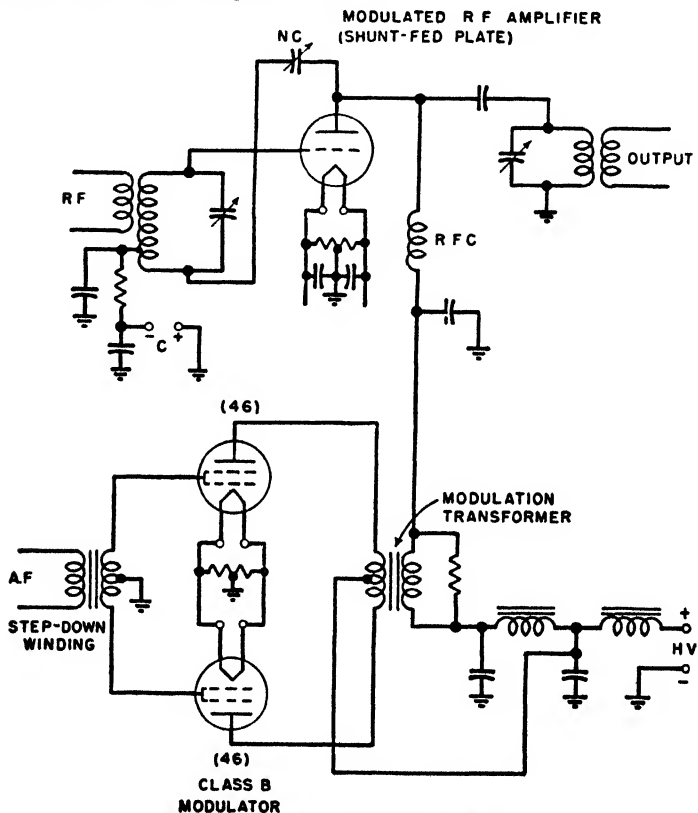 MODULATED RF AMPLIFIER
(SHUNT-FED PLATE)
NC
RF
OUTPUT
RFC
- C +
(46)
MODULATION
TRANSFORMER
A.F
STEP-DOWN
WINDING
+
HV
-
(46)
CLASS B
MODULATOR